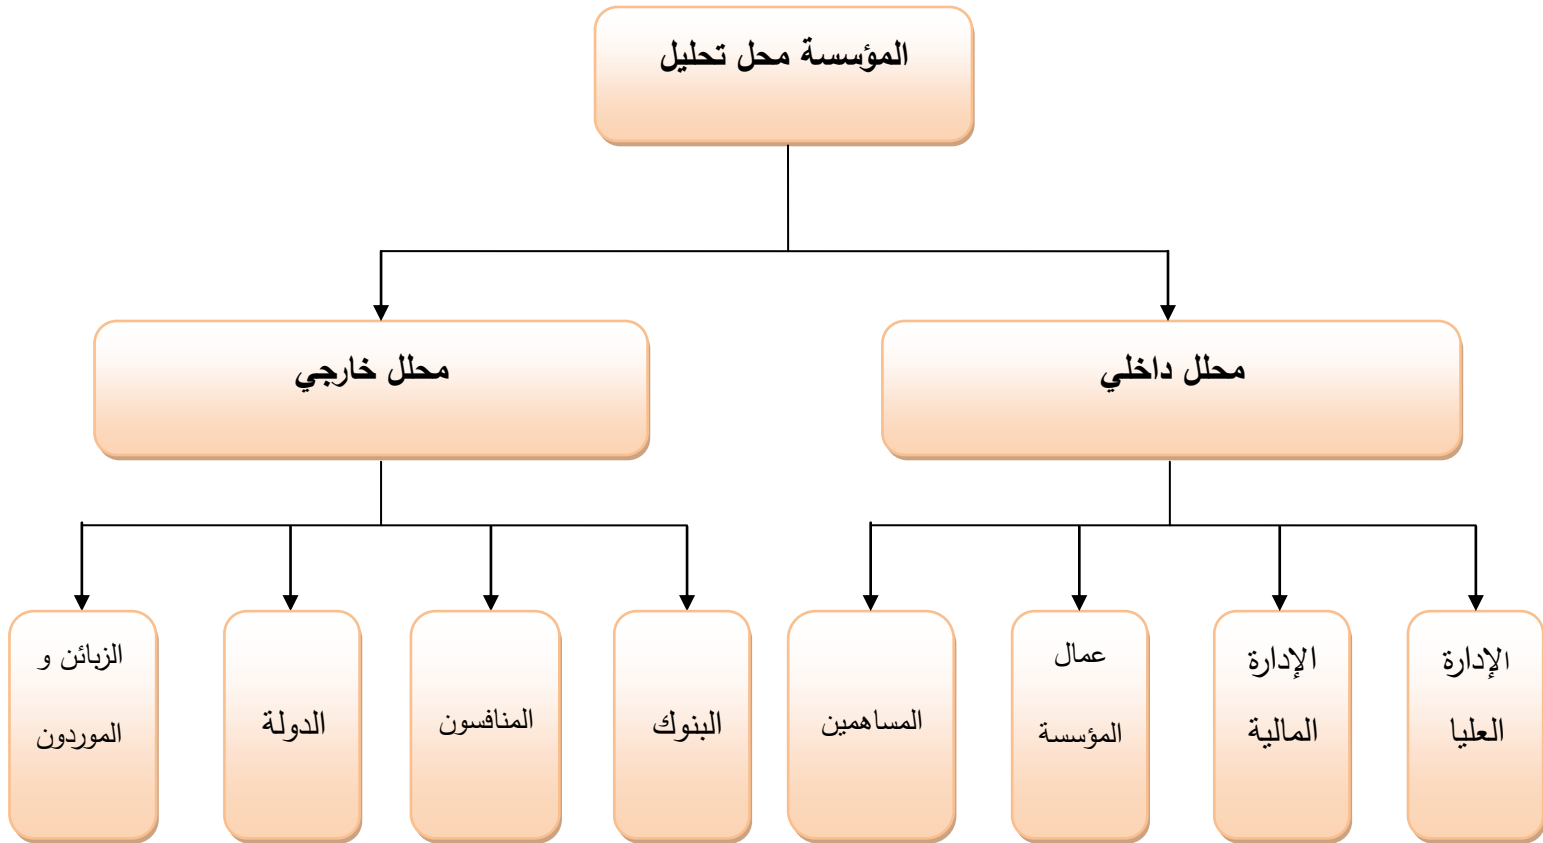 المؤسسة محل تحليل
محلل داخلي
محلل خارجي
الإدارة
العليا
الإدارة
المالية
عمال
المؤسسة
المساهمين
البنوك
المنافسون
الدولة
الزبائن و
الموردون